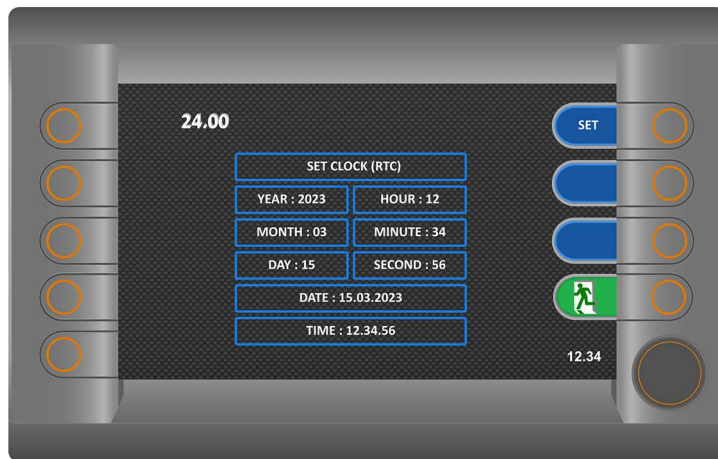 24.00
SET
SET CLOCK (RTC)
YEAR : 2023 HOUR : 12
MONTH : 03 MINUTE : 34
DAY : 15 SECOND : 56
DATE : 15.03.2023
TIME : 12.34.56
12.34